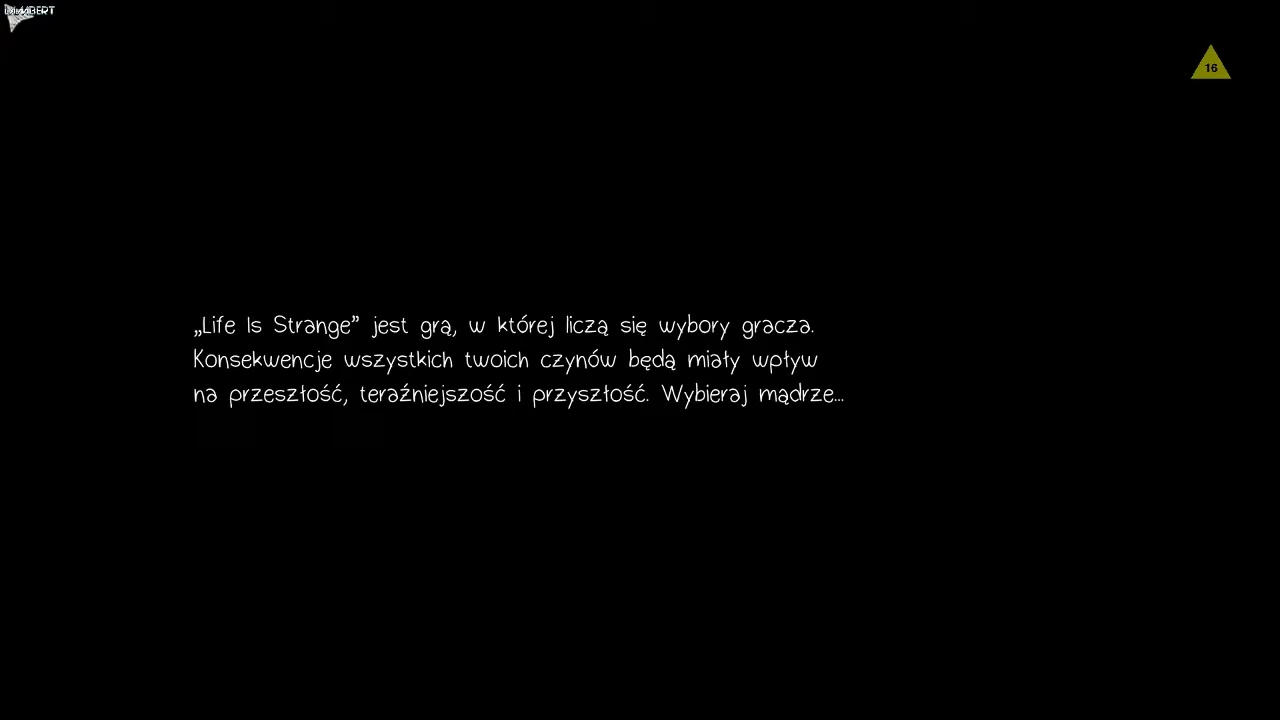 16
„Life Is Strange” jest grą, w której liczą się wybory gracza.
Konsekwencje wszystkich twoich czynów będą miały wpływ
na przeszłość, teraźniejszość i przyszłość. Wybieraj mądrze...